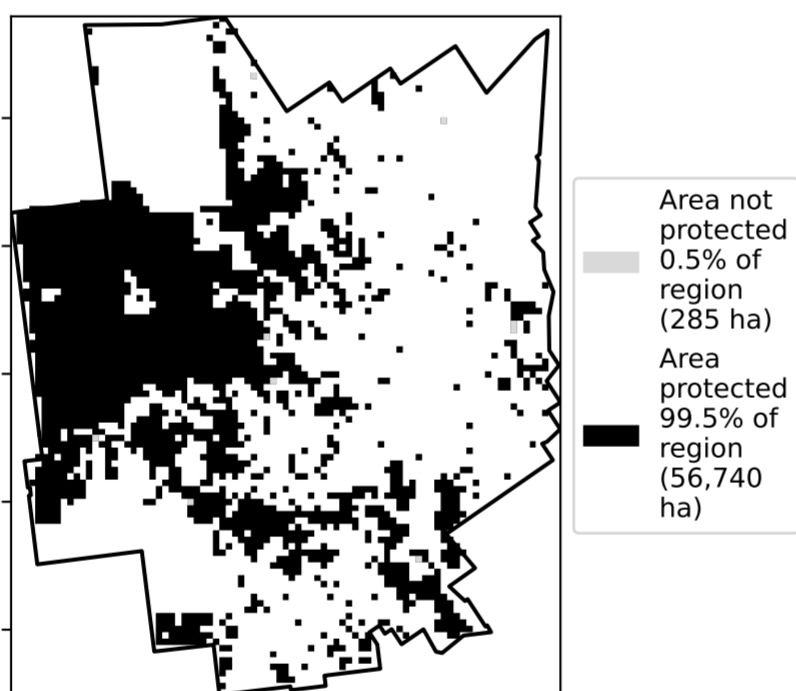 Area not
protected
0.5% of
region
(285 ha)
Area
protected
99.5% of
region
(56,740
ha)